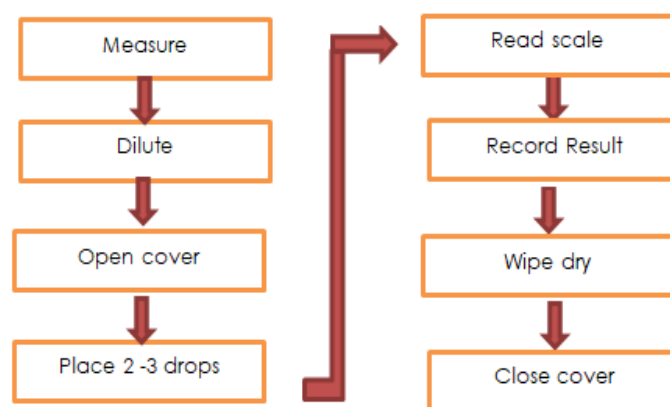 Measure
Dilute
Open cover
Place 2 -3 drops
Read scale
Record Result
Wipe dry
Close cover